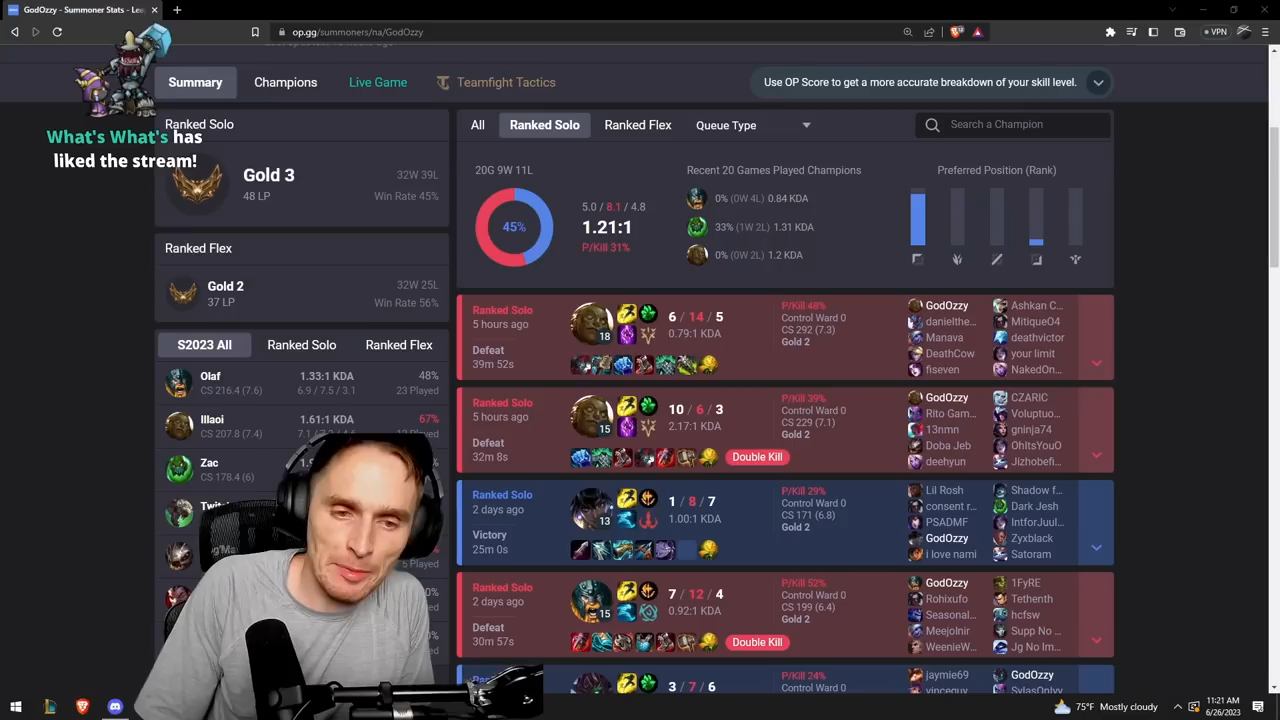 GodOzzy - Summoner Stats - Lea
op.gg/summoners/na/GodOzzy
VPN
Summary
Champions
Live Game
Teamfight Tactics
Use OP Score to get a more accurate breakdown of your skill level.
What's What's has
liked the stream!
Ranked Solo
Gold 3
32W 39L
48 LP
Win Rate 45%
Ranked Flex
Gold 2
32W 25L
37 LP
Win Rate 56%
S2023 All
Ranked Solo
Ranked Flex
Olaf
1.33:1 KDA
48%
CS 216.4 (7.6)
6.9 / 7.5 / 3.1
23 Played
Illaoi
1.61:1 KDA
67%
CS 207.8 (7.4)
Zac
CS 178.4 (6)
5 Played
All
Ranked Solo
Ranked Flex
Queue Type
Search a Champion
20G 9W 11L
Recent 20 Games Played Champions
Preferred Position (Rank)
45%
5.0 / 8.1 / 4.8
1.21:1
P/Kill 31%
0% (0W 4L) 0.84 KDA
33% (1W 2L) 1.31 KDA
0% (0W 2L) 1.2 KDA
Ranked Solo
5 hours ago
Defeat
39m 52s
18
6 / 14 / 5
0.79:1 KDA
P/Kill 48%
Control Ward 0
CS 292 (7.3)
Gold 2
GodOzzy
Ashkan C...
danielthe...
MitiqueO4
Manava
deathvictor
DeathCow
your limit
fiseven
NakedOn...
Ranked Solo
5 hours ago
Defeat
32m 8s
15
10 / 6 / 3
2.17:1 KDA
Double Kill
P/Kill 39%
Control Ward 0
CS 229 (7.1)
Gold 2
GodOzzy
CZARIC
Rito Gam...
Voluptuo...
13nmn
gninja74
Doba Jeb
OhItsYouO
deehyun
Jizhobefi...
Ranked Solo
2 days ago
Victory
25m 0s
13
1 / 8 / 7
1.00:1 KDA
P/Kill 29%
Control Ward 0
CS 171 (6.8)
Gold 2
Lil Rosh
Shadow f...
consent r...
Dark Jesh
PSADMF
IntforJuul...
GodOzzy
Zyxblack
i love nami
Satoram
Ranked Solo
2 days ago
Defeat
30m 57s
15
7 / 12 / 4
0.92:1 KDA
Double Kill
P/Kill 52%
Control Ward 0
CS 199 (6.4)
Gold 2
GodOzzy
1FyRE
Rohixufo
Tethenth
Seasonal...
hcfsw
Meejolnir
Supp No ...
WeenieW...
Jg No Im...
3 / 7 / 6
P/Kill 24%
Control Ward 0
jaymie69
GodOzzy
vinceguy
SylasOnlyy
75°F Mostly cloudy
11:21 AM
6/26/2023